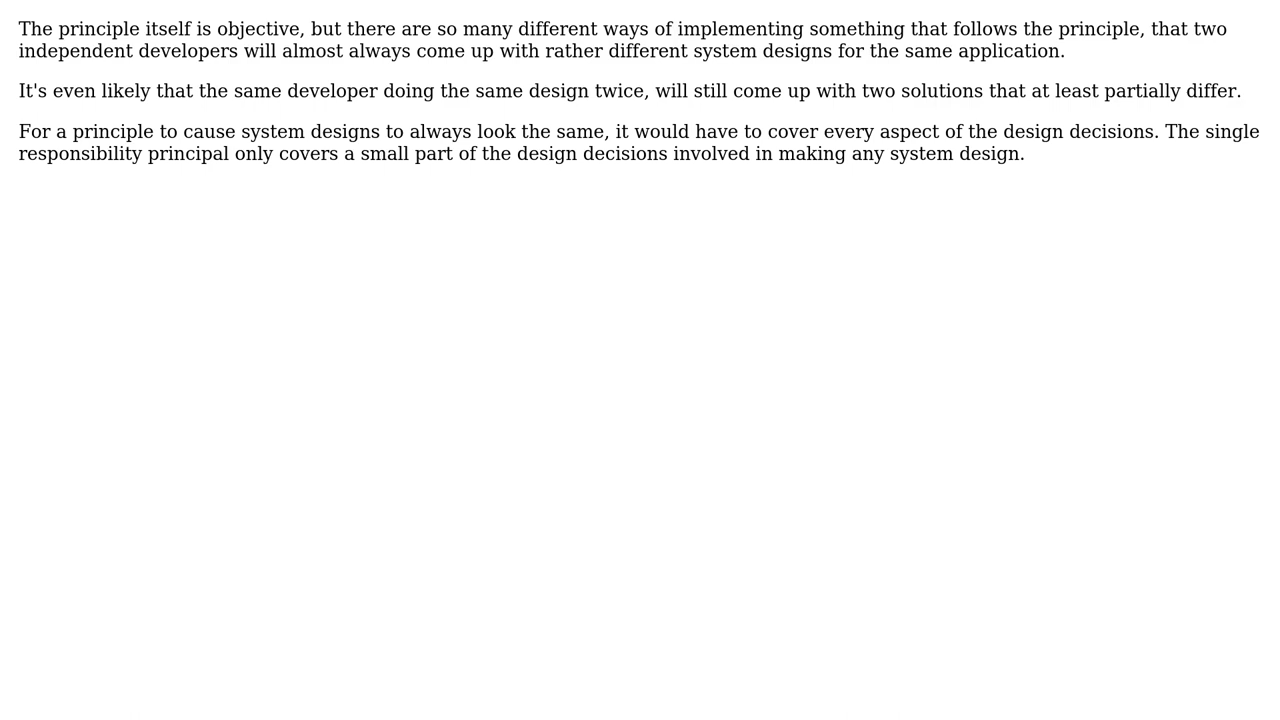 The principle itself is objective, but there are so many different ways of implementing something that follows the principle, that two
independent developers will almost always come up with rather different system designs for the same application.
It's even likely that the same developer doing the same design twice, will still come up with two solutions that at least partially differ.
For a principle to cause system designs to always look the same, it would have to cover every aspect of the design decisions. The single
responsibility principal only covers a small part of the design decisions involved in making any system design.